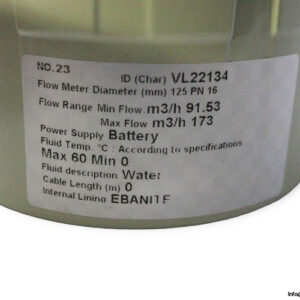 NO.23
ID (Char) VL22134
Flow Meter Diameter (mm) 125 PN 16
Flow Range Min Flow m3/h 91.53
Max Flow m3/h 173
Power Supply Battery
Fluid Temp. °C : According to specifications
Max 60 Min 0
Fluid description Water
Cable Length (m) 0
Internal Lining EBANITE